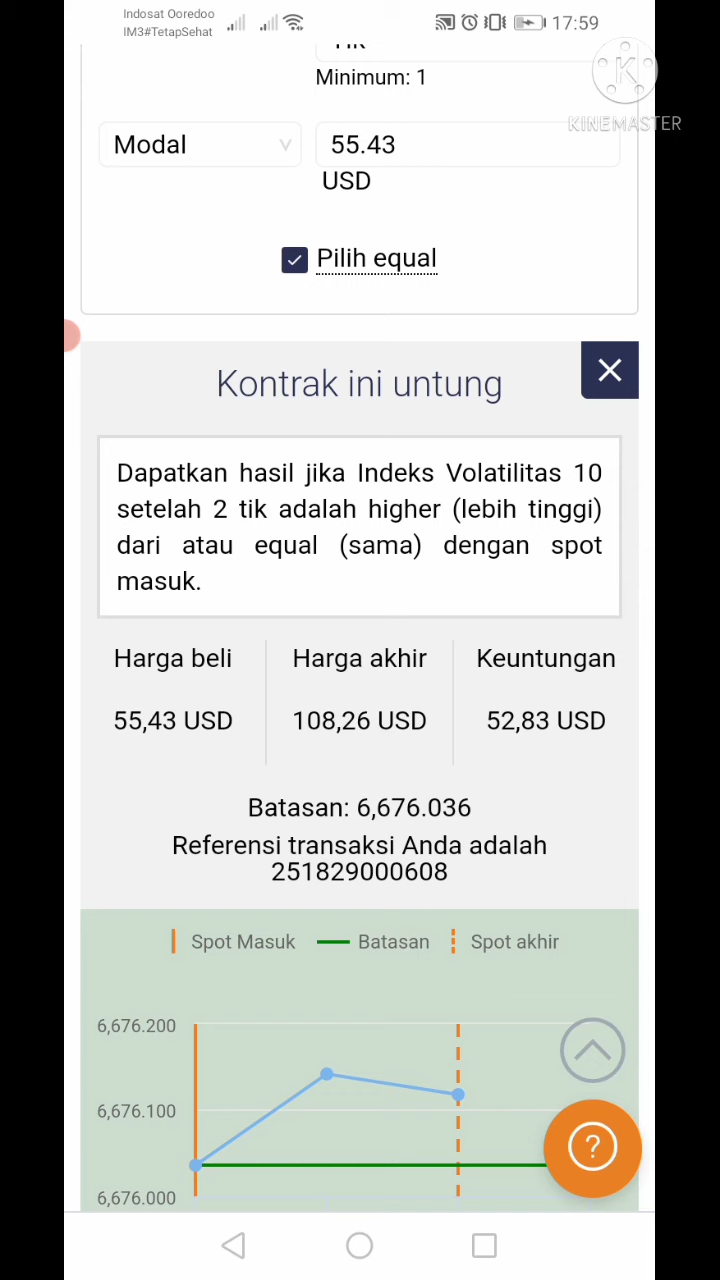 Indosat Ooredoo
IM3#TetapSehat
17:59
Minimum: 1
KINEMASTER
Modal
55.43
USD
Pilih equal
Kontrak ini untung
Dapatkan hasil jika Indeks Volatilitas 10
setelah 2 tik adalah higher (lebih tinggi)
dari atau equal (sama) dengan spot
masuk.
Harga beli
Harga akhir
Keuntungan
55,43 USD
108,26 USD
52,83 USD
Batasan: 6,676.036
Referensi transaksi Anda adalah
251829000608
Spot Masuk
Batasan
Spot akhir
6,676.200
6,676.100
6,676.000
?